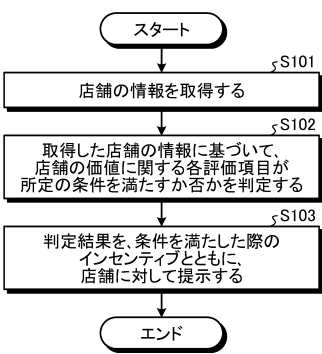 スタート
S101
店舗の情報を取得する
S102
取得した店舗の情報に基づいて、
店舗の価値に関する各評価項目が
所定の条件を満たすか否かを判定する
S103
判定結果を、条件を満たした際の
インセンティブとともに、
店舗に対して提示する
エンド